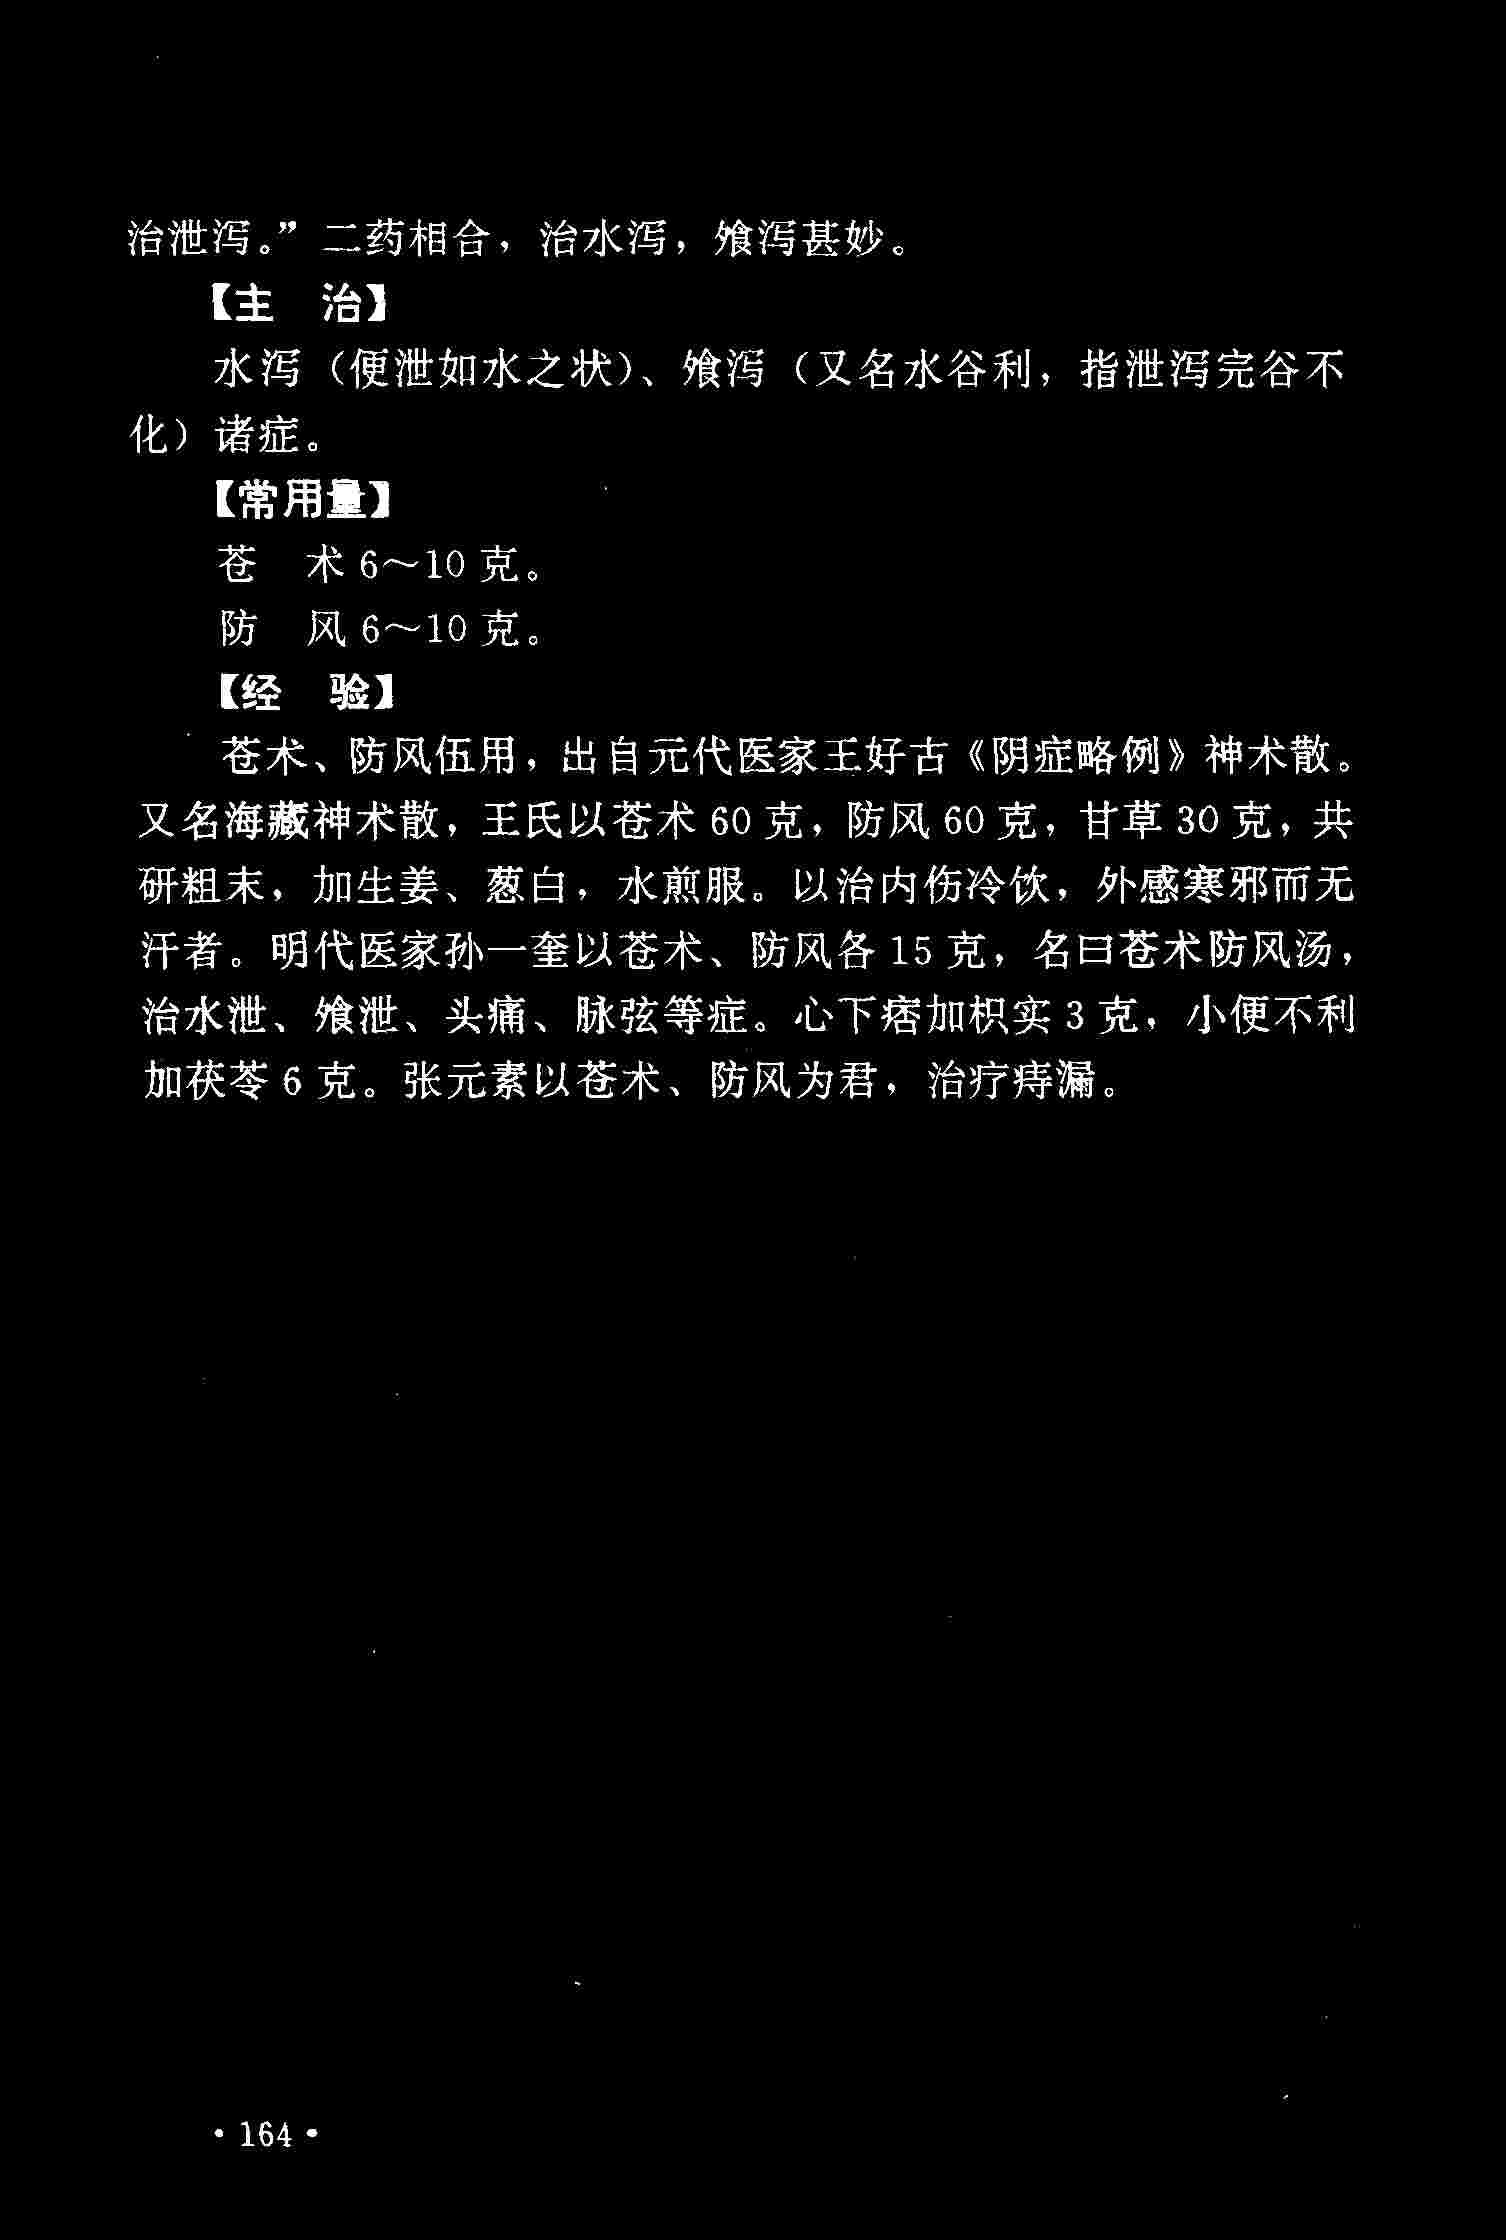 治泄泻。”二药相合，治水泻，飧泻甚妙。
【主　治】
水泻（便泄如水之状）、飧泻（又名水谷利，指泄泻完谷不
化）诸症。
【常用量】
苍　术 6～10 克。
防　风 6～10 克。
【经　验】
苍术、防风伍用，出自元代医家王好古《阴症略例》神术散。
又名海藏神术散，王氏以苍术 60 克，防风 60 克，甘草 30 克，共
研粗末，加生姜、葱白，水煎服。以治内伤冷饮，外感寒邪而无
汗者。明代医家孙一奎以苍术、防风各 15 克，名曰苍术防风汤，
治水泄、飧泄、头痛、脉弦等症。心下痞加枳实 3 克，小便不利
加茯苓 6 克。张元素以苍术、防风为君，治疗痔漏。
·164·